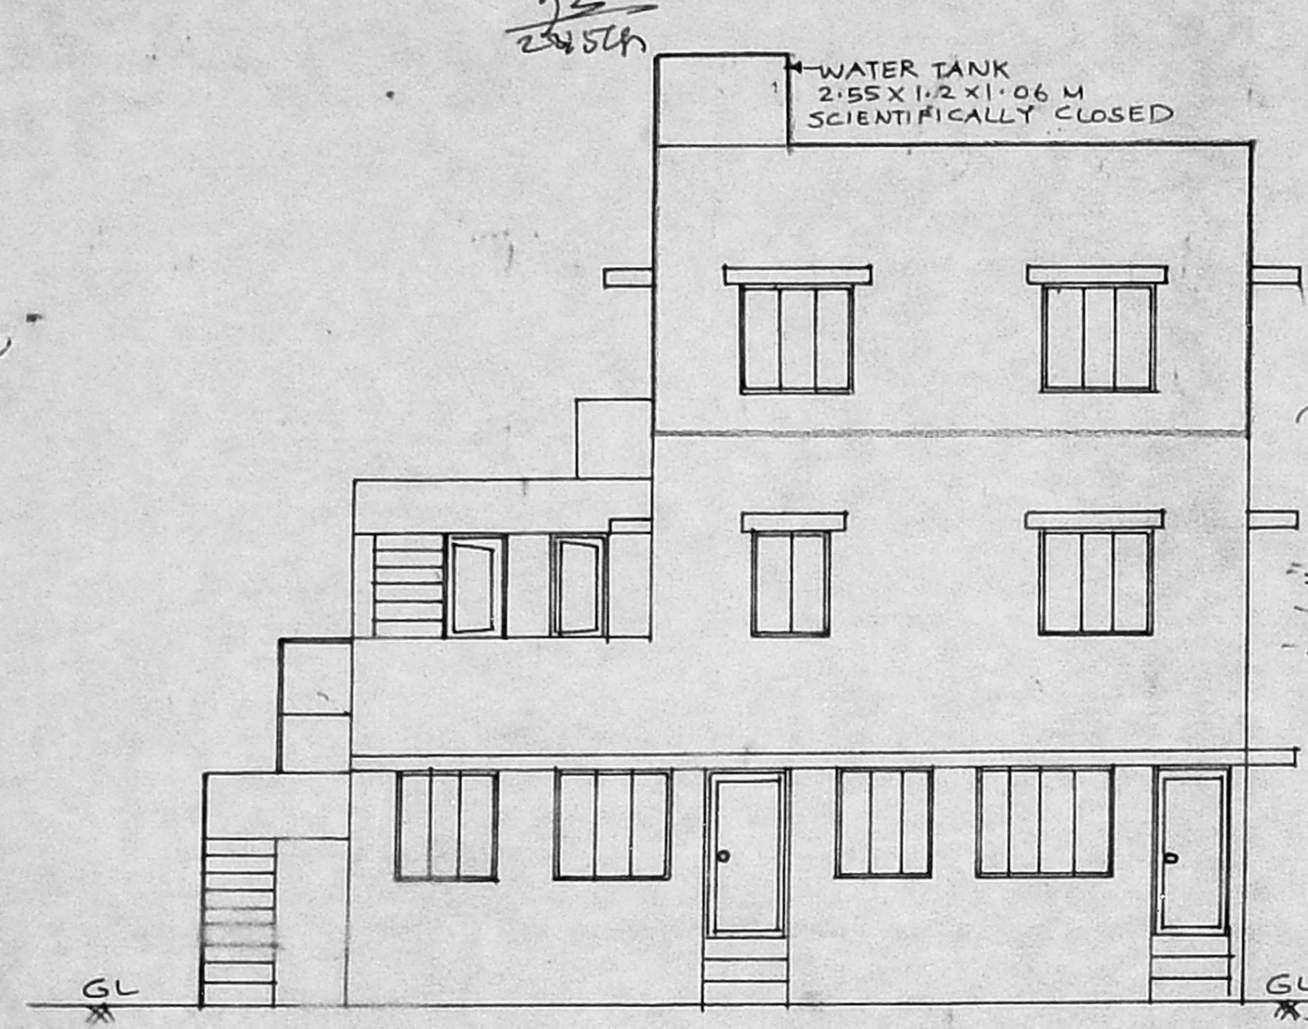 WATER TANK
2.55 X 1.2 X 1.06 M
SCIENTIFICALLY CLOSED
GL
GL